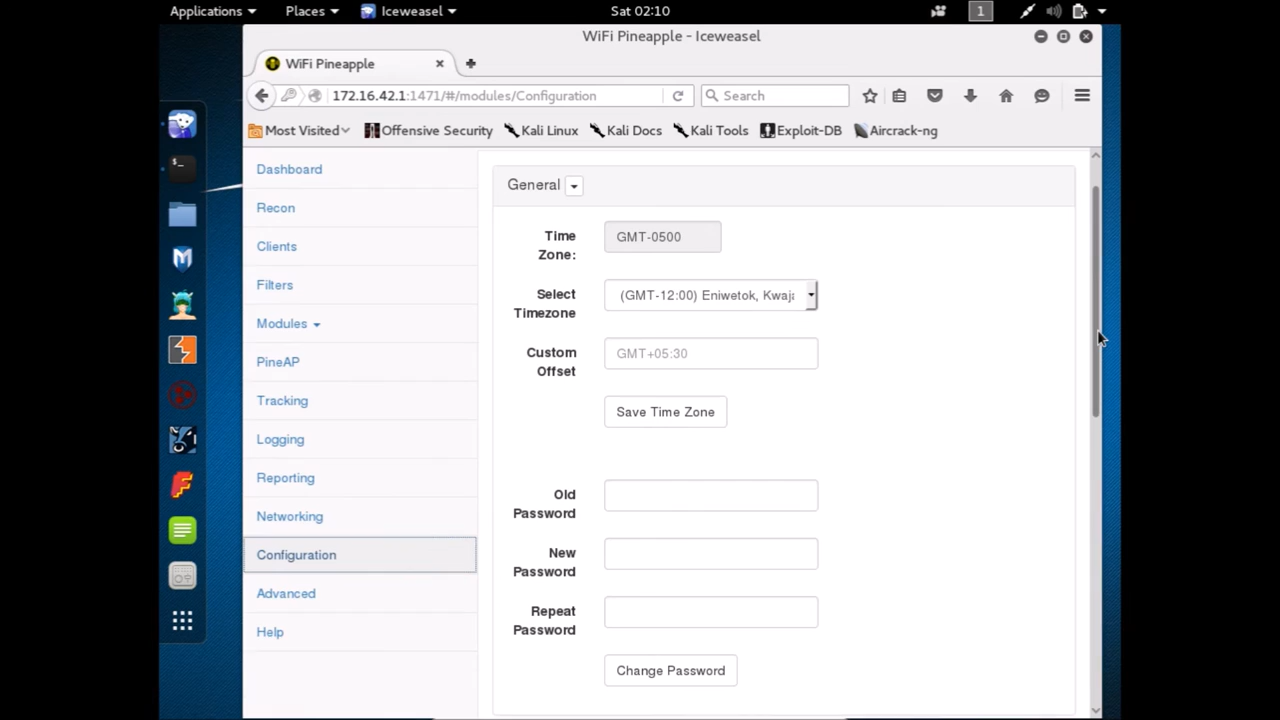 Applications Places Iceweasel Sat 02:10 1
WiFi Pineapple - Iceweasel
WiFi Pineapple
172.16.42.1:1471/#/modules/Configuration Search
Most Visited Offensive Security Kali Linux Kali Docs Kali Tools Exploit-DB Aircrack-ng
Dashboard
Recon
Clients
Filters
Modules
PineAP
Tracking
Logging
Reporting
Networking
Configuration
Advanced
Help
General
Time Zone: GMT-0500
Select Timezone (GMT-12:00) Eniwetok, Kwaja
Custom Offset GMT+05:30
Save Time Zone
Old Password
New Password
Repeat Password
Change Password